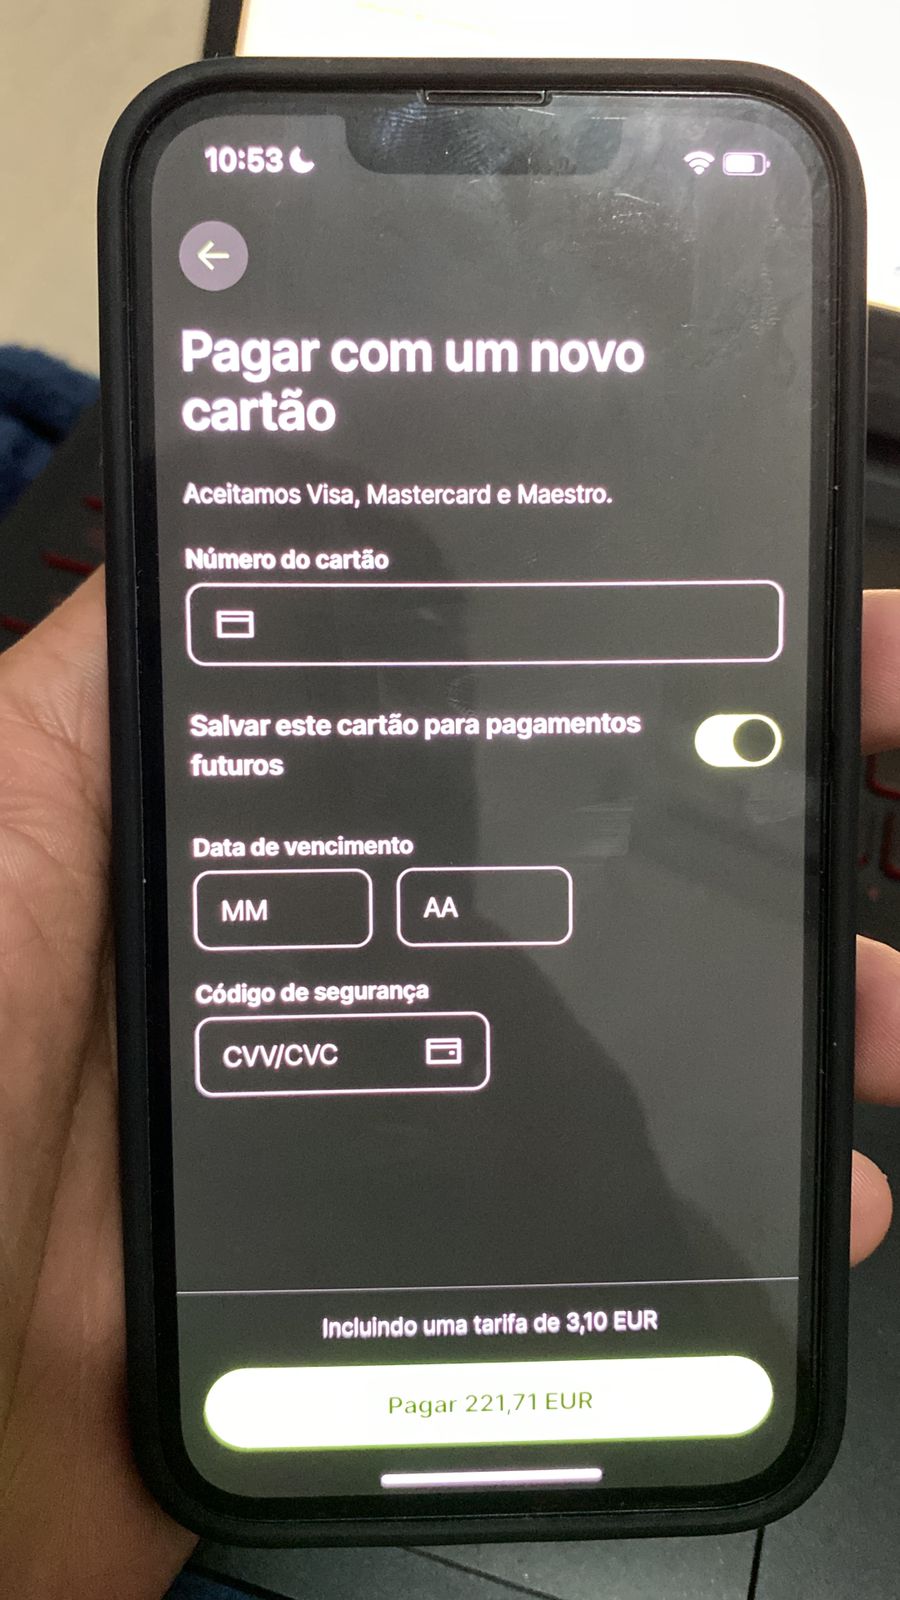 10:53
Pagar com um novo
cartão
Aceitamos Visa, Mastercard e Maestro.
Número do cartão
Salvar este cartão para pagamentos
futuros
Data de vencimento
MM
AA
Código de segurança
CVV/CVC
Incluindo uma tarifa de 3,10 EUR
Pagar 221,71 EUR